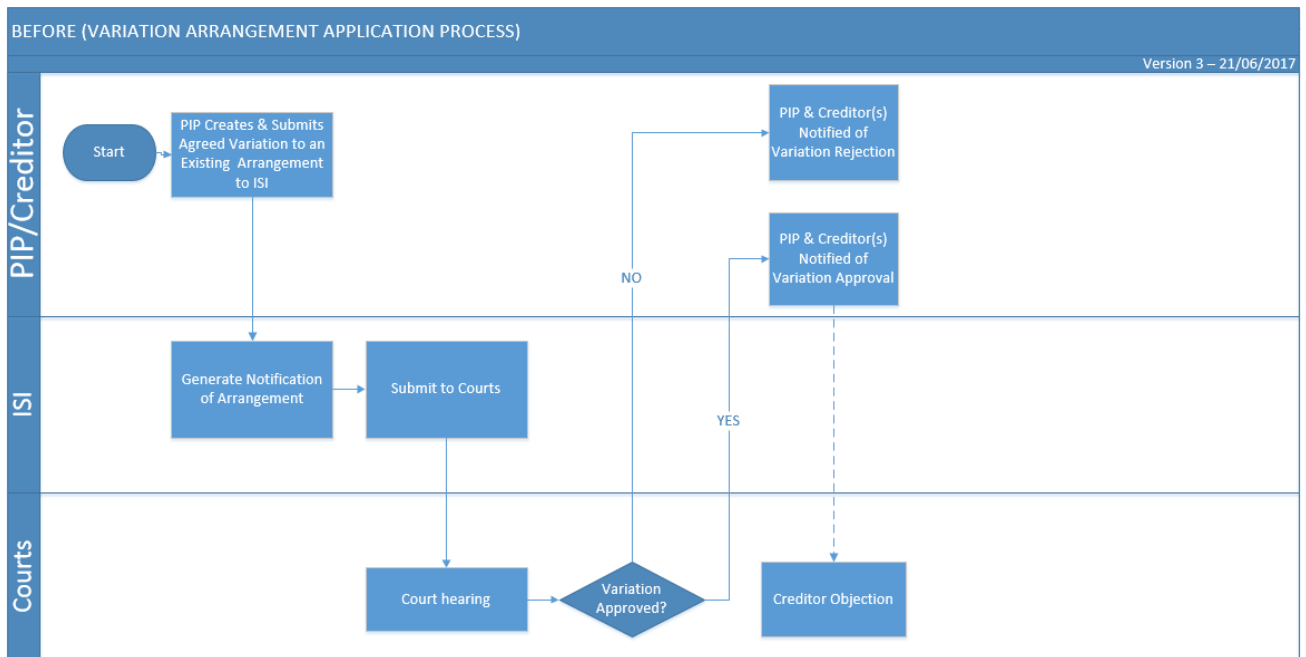 BEFORE (VARIATION ARRANGEMENT APPLICATION PROCESS)
Version 3 – 21/06/2017
PIP/Creditor
Start
PIP Creates & Submits
Agreed Variation to an
Existing Arrangement
to ISI
PIP & Creditor(s)
Notified of
Variation Rejection
PIP & Creditor(s)
Notified of
Variation Approval
NO
ISI
Generate Notification
of Arrangement
Submit to Courts
YES
Courts
Court hearing
Variation
Approved?
Creditor Objection